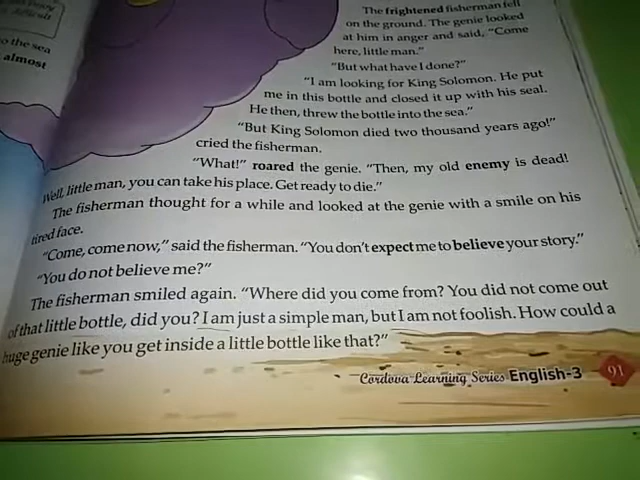 difficult
o the sea
almost
The frightened fisherman fell
on the ground. The genie looked
at him in anger and said, "Come
here, little man."
"But what have I done?"
"I am looking for King Solomon. He put
me in this bottle and closed it up with his seal.
He then, threw the bottle into the sea."
"But King Solomon died two thousand years ago!"
cried the fisherman.
"What!" roared the genie. "Then, my old enemy is dead!
Well, little man, you can take his place. Get ready to die."
The fisherman thought for a while and looked at the genie with a smile on his
tired face.
"Come, come now," said the fisherman. "You don't expect me to believe your story."
"You do not believe me?"
The fisherman smiled again. "Where did you come from? You did not come out
of that little bottle, did you? I am just a simple man, but I am not foolish. How could a
huge genie like you get inside a little bottle like that?"
Cordova Learning Series English-3 91